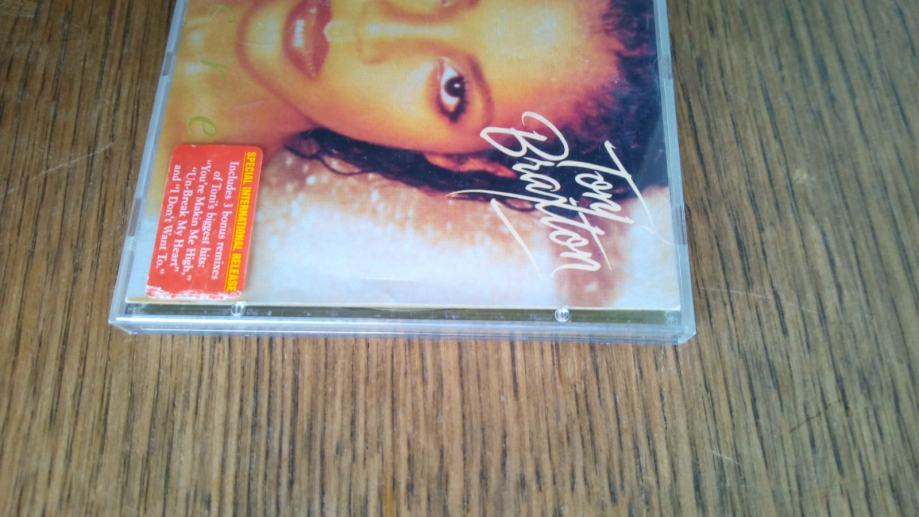 Toni
Braxton
SPECIAL INTERNATIONAL RELEASE
Includes 3 bonus remixes
of Toni's biggest hits:
"You're Makin Me High,"
"Un-Break My Heart"
and "I Don't Want To."